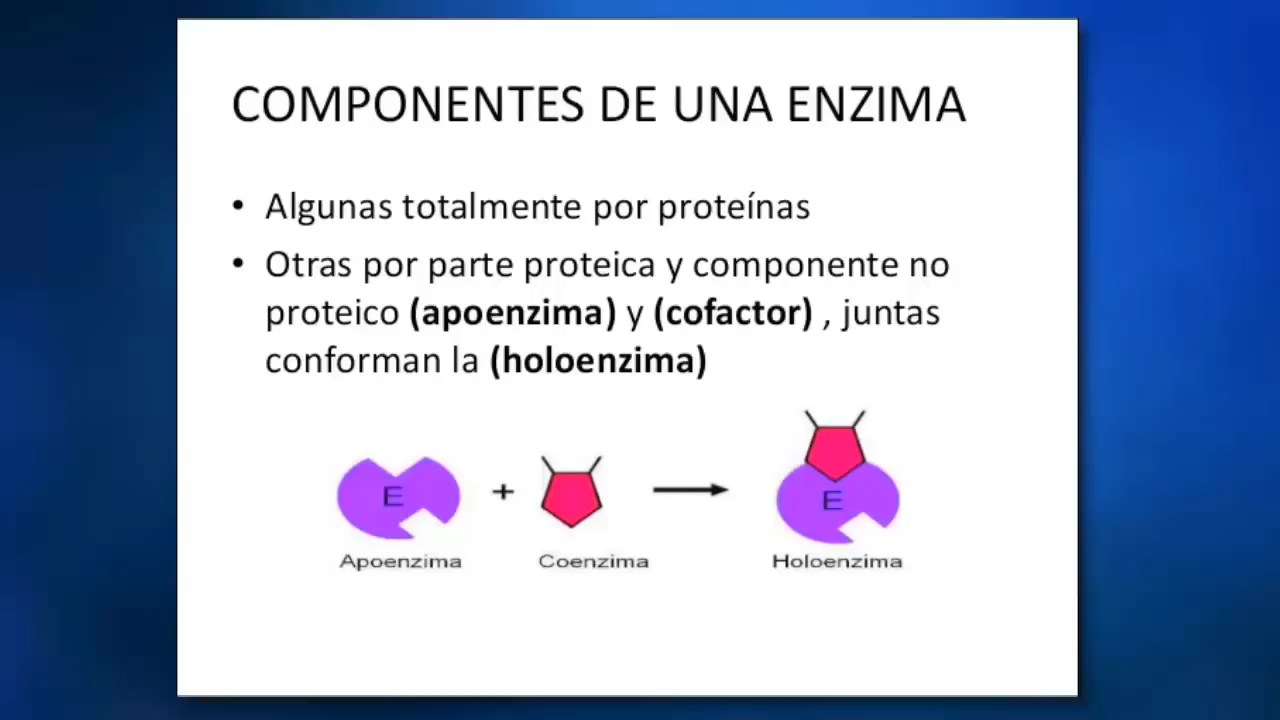 COMPONENTES DE UNA ENZIMA
• Algunas totalmente por proteínas
• Otras por parte proteica y componente no
proteico (apoenzima) y (cofactor) , juntas
conforman la (holoenzima)
E + E
Apoenzima Coenzima Holoenzima